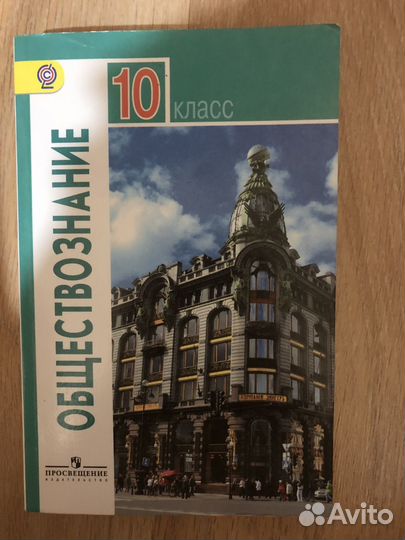 10 класс
ОБЩЕСТВОЗНАНИЕ
ПРОСВЕЩЕНИЕ
ИЗДАТЕЛЬСТВО
Avito